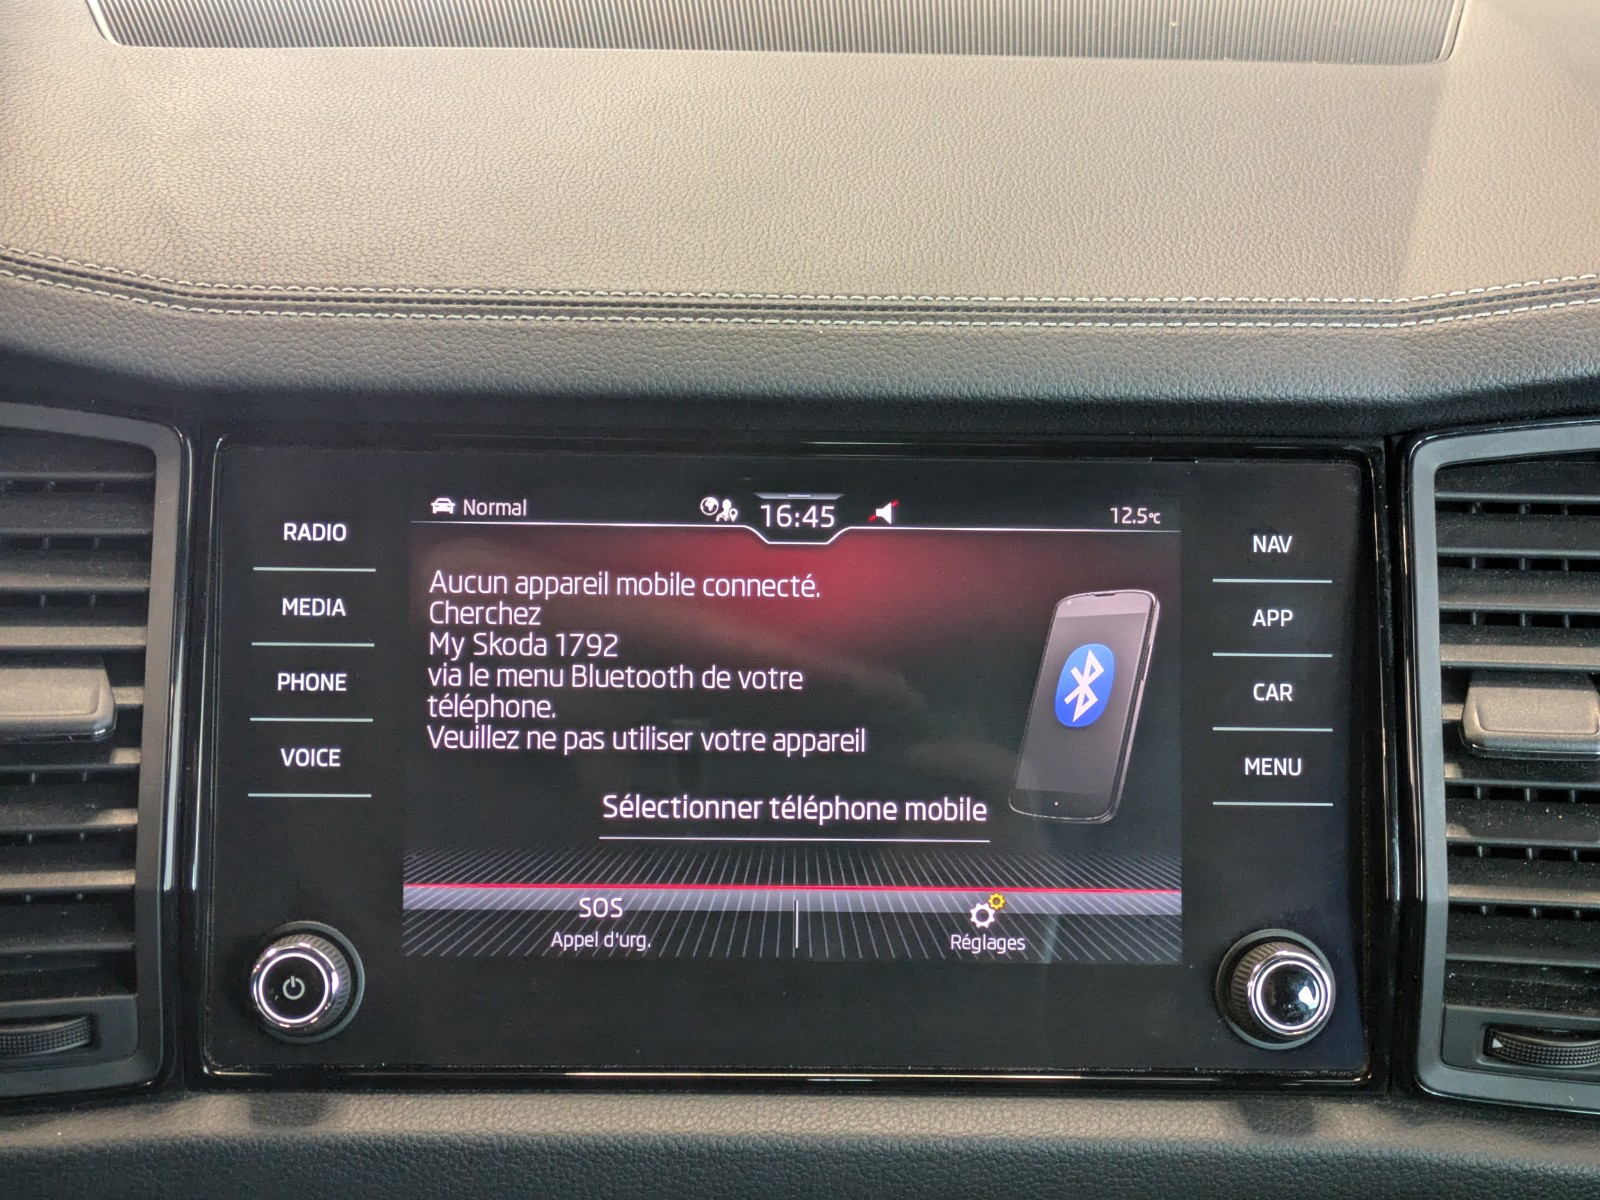 Normal
16:45
12.5°C
RADIO
MEDIA
PHONE
VOICE
Aucun appareil mobile connecté.
Cherchez
My Skoda 1792
via le menu Bluetooth de votre
téléphone.
Veuillez ne pas utiliser votre appareil
Sélectionner téléphone mobile
SOS
Appel d'urg.
Réglages
NAV
APP
CAR
MENU